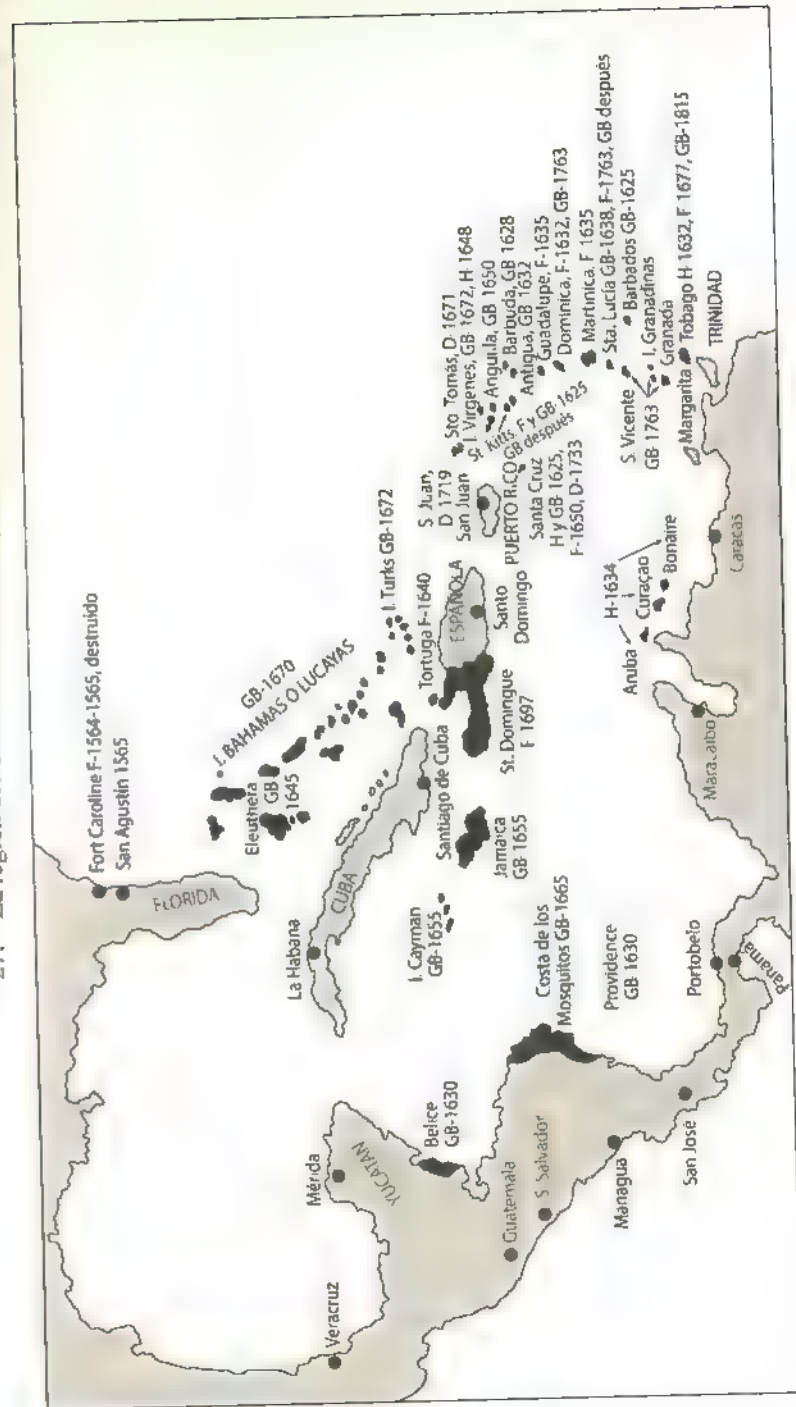 Fort Caroline F-1564-1565, destruido
San Agustín 1565
FLORIDA
GB-1670
I. BAHAMAS O LUCAYAS
Eleuthera
GB
1645
I. Turks GB-1672
La Habana
CUBA
Santiago de Cuba
I. Cayman
GB-1655
Jamaica
GB-1655
Tortuga F-1640
ESPAÑOLA
Santo
Domingo
St. Domingue
F 1697
S Juan,
D 1719
San Juan
PUERTO RICO
Sto Tomás, D-1671
I. Vírgenes, GB-1672, H-1648
Anguila, GB 1650
Barbuda, GB 1628
Antigua, GB 1632
St. Kitts. F y GB-1625
GB después
Santa Cruz
H y GB-1625,
F-1650, D-1733
Guadalupe, F-1635
Dominica, F-1632, GB-1763
Martinica. F 1635
Sta. Lucía GB-1638, F-1763, GB después
Barbados GB-1625
S. Vicente
GB-1763
I. Granadinas
Granada
Margarita
Tobago H-1632, F 1677, GB-1815
TRINIDAD
H-1634
Aruba
Curaçao
Bonaire
Caracas
Maracaibo
Veracruz
Mérida
YUCATÁN
Belice
GB-1630
Guatemala
S. Salvador
Costa de los
Mosquitos GB-1665
Providence
GB 1630
Managua
San José
Portobelo
Panamá